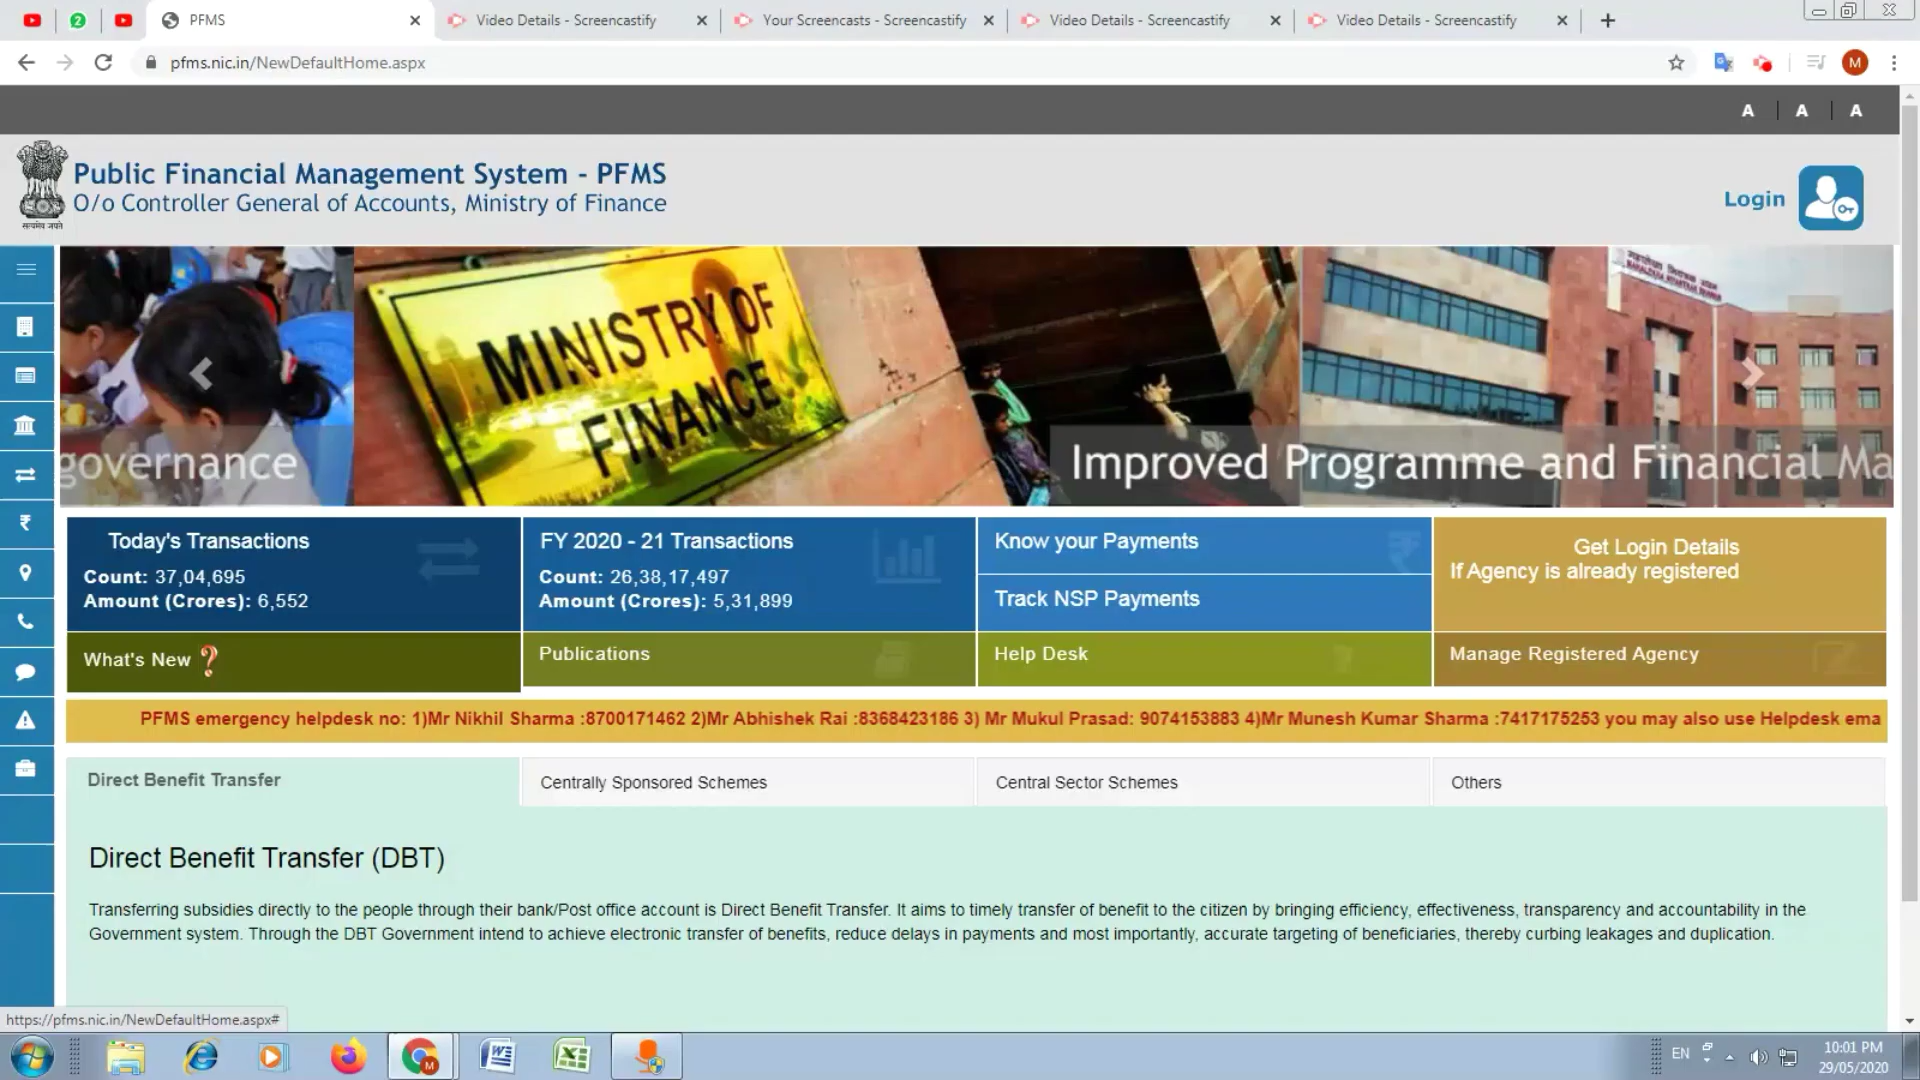 2
PFMS
Video Details - Screencastify
Your Screencasts - Screencastify
Video Details - Screencastify
Video Details - Screencastify
pfms.nic.in/NewDefaultHome.aspx
M
A
A
A
Public Financial Management System - PFMS
O/o Controller General of Accounts, Ministry of Finance
सत्यमेव जयते
Login
MINISTRY OF
FINANCE
governance
Improved Programme and Financial Ma
Today's Transactions
Count: 37,04,695
Amount (Crores): 6,552
FY 2020 - 21 Transactions
Count: 26,38,17,497
Amount (Crores): 5,31,899
Know your Payments
Track NSP Payments
Get Login Details
If Agency is already registered
What's New ?
Publications
Help Desk
Manage Registered Agency
PFMS emergency helpdesk no: 1)Mr Nikhil Sharma :8700171462 2)Mr Abhishek Rai :8368423186 3) Mr Mukul Prasad: 9074153883 4)Mr Munesh Kumar Sharma :7417175253 you may also use Helpdesk ema
Direct Benefit Transfer
Centrally Sponsored Schemes
Central Sector Schemes
Others
Direct Benefit Transfer (DBT)
Transferring subsidies directly to the people through their bank/Post office account is Direct Benefit Transfer. It aims to timely transfer of benefit to the citizen by bringing efficiency, effectiveness, transparency and accountability in the
Government system. Through the DBT Government intend to achieve electronic transfer of benefits, reduce delays in payments and most importantly, accurate targeting of beneficiaries, thereby curbing leakages and duplication.
https://pfms.nic.in/NewDefaultHome.aspx#
EN
10:01 PM
29/05/2020